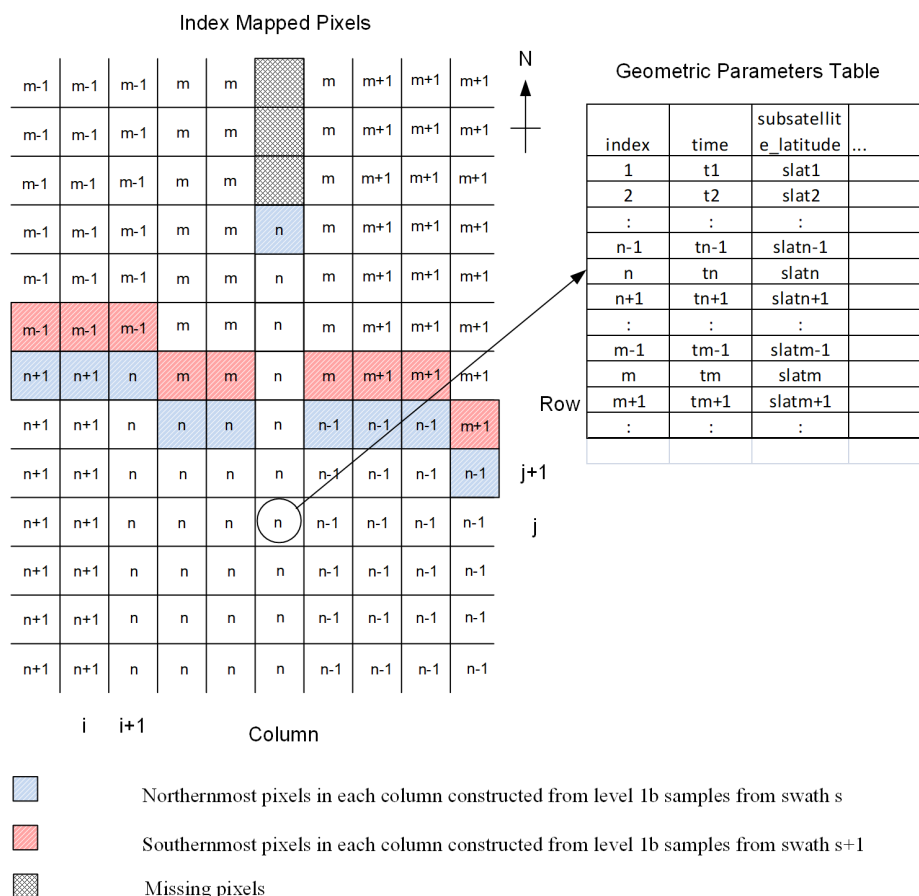 Index Mapped Pixels
m-1 m-1 m-1 m m m m+1 m+1 m+1
m-1 m-1 m-1 m m m m+1 m+1 m+1
m-1 m-1 m-1 m m m m+1 m+1 m+1
m-1 m-1 m-1 m m n m m+1 m+1 m+1
m-1 m-1 m-1 m m n m m+1 m+1 m+1
m-1 m-1 m-1 m m n m m+1 m+1 m+1
n+1 n+1 n m m n m m+1 m+1 m+1
n+1 n+1 n n n n n-1 n-1 n-1 m+1
n+1 n+1 n n n n n-1 n-1 n-1 n-1
n+1 n+1 n n n n n-1 n-1 n-1 n-1
n+1 n+1 n n n n n-1 n-1 n-1 n-1
n+1 n+1 n n n n n-1 n-1 n-1 n-1
n+1 n+1 n n n n n-1 n-1 n-1 n-1
N
Row
j+1
j
i i+1
Column
Geometric Parameters Table
subsatellit
index time e_latitude ...
1 t1 slat1
2 t2 slat2
: : :
n-1 tn-1 slatn-1
n tn slatn
n+1 tn+1 slatn+1
: : :
m-1 tm-1 slatm-1
m tm slatm
m+1 tm+1 slatm+1
: : :
Northernmost pixels in each column constructed from level 1b samples from swath s
Southernmost pixels in each column constructed from level 1b samples from swath s+1
Missing pixels